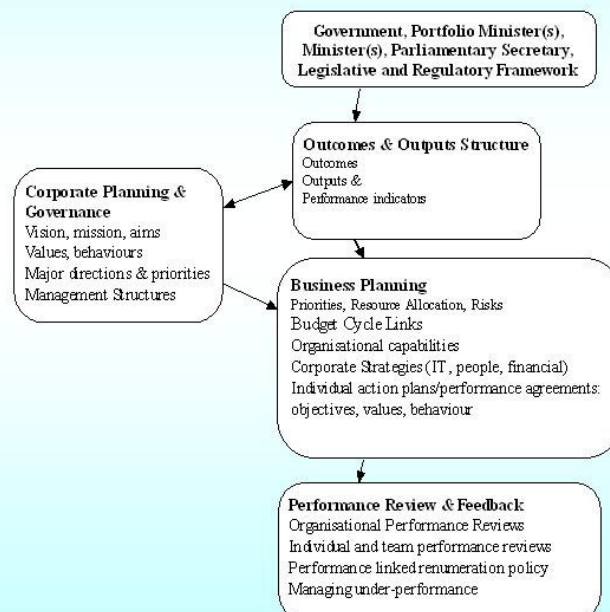 Government, Portfolio Minister(s),
Minister(s), Parliamentary Secretary,
Legislative and Regulatory Framework
Outcomes & Outputs Structure
Outcomes
Outputs &
Performance indicators
Corporate Planning &
Governance
Vision, mission, aims
Values, behaviours
Major directions & priorities
Management Structures
Business Planning
Priorities, Resource Allocation, Risks
Budget Cycle Links
Organisational capabilities
Corporate Strategies (IT, people, financial)
Individual action plans/performance agreements:
objectives, values, behaviour
Performance Review & Feedback
Organisational Performance Reviews
Individual and team performance reviews
Performance linked renumeration policy
Managing under-performance